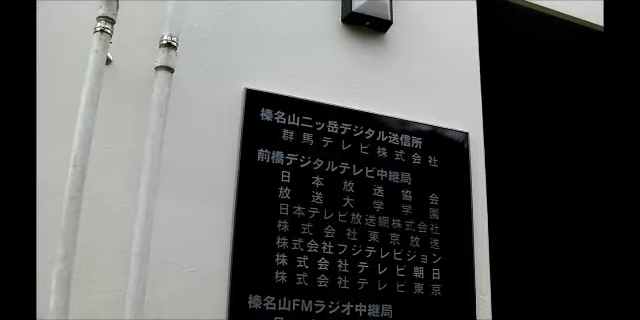 榛名山二ッ岳デジタル送信所
群馬テレビ株式会社
前橋デジタルテレビ中継局
日本放送協会
放送大学学園
日本テレビ放送網株式会社
株式会社東京放送
株式会社フジテレビジョン
株式会社テレビ朝日
株式会社テレビ東京
榛名山FMラジオ中継局